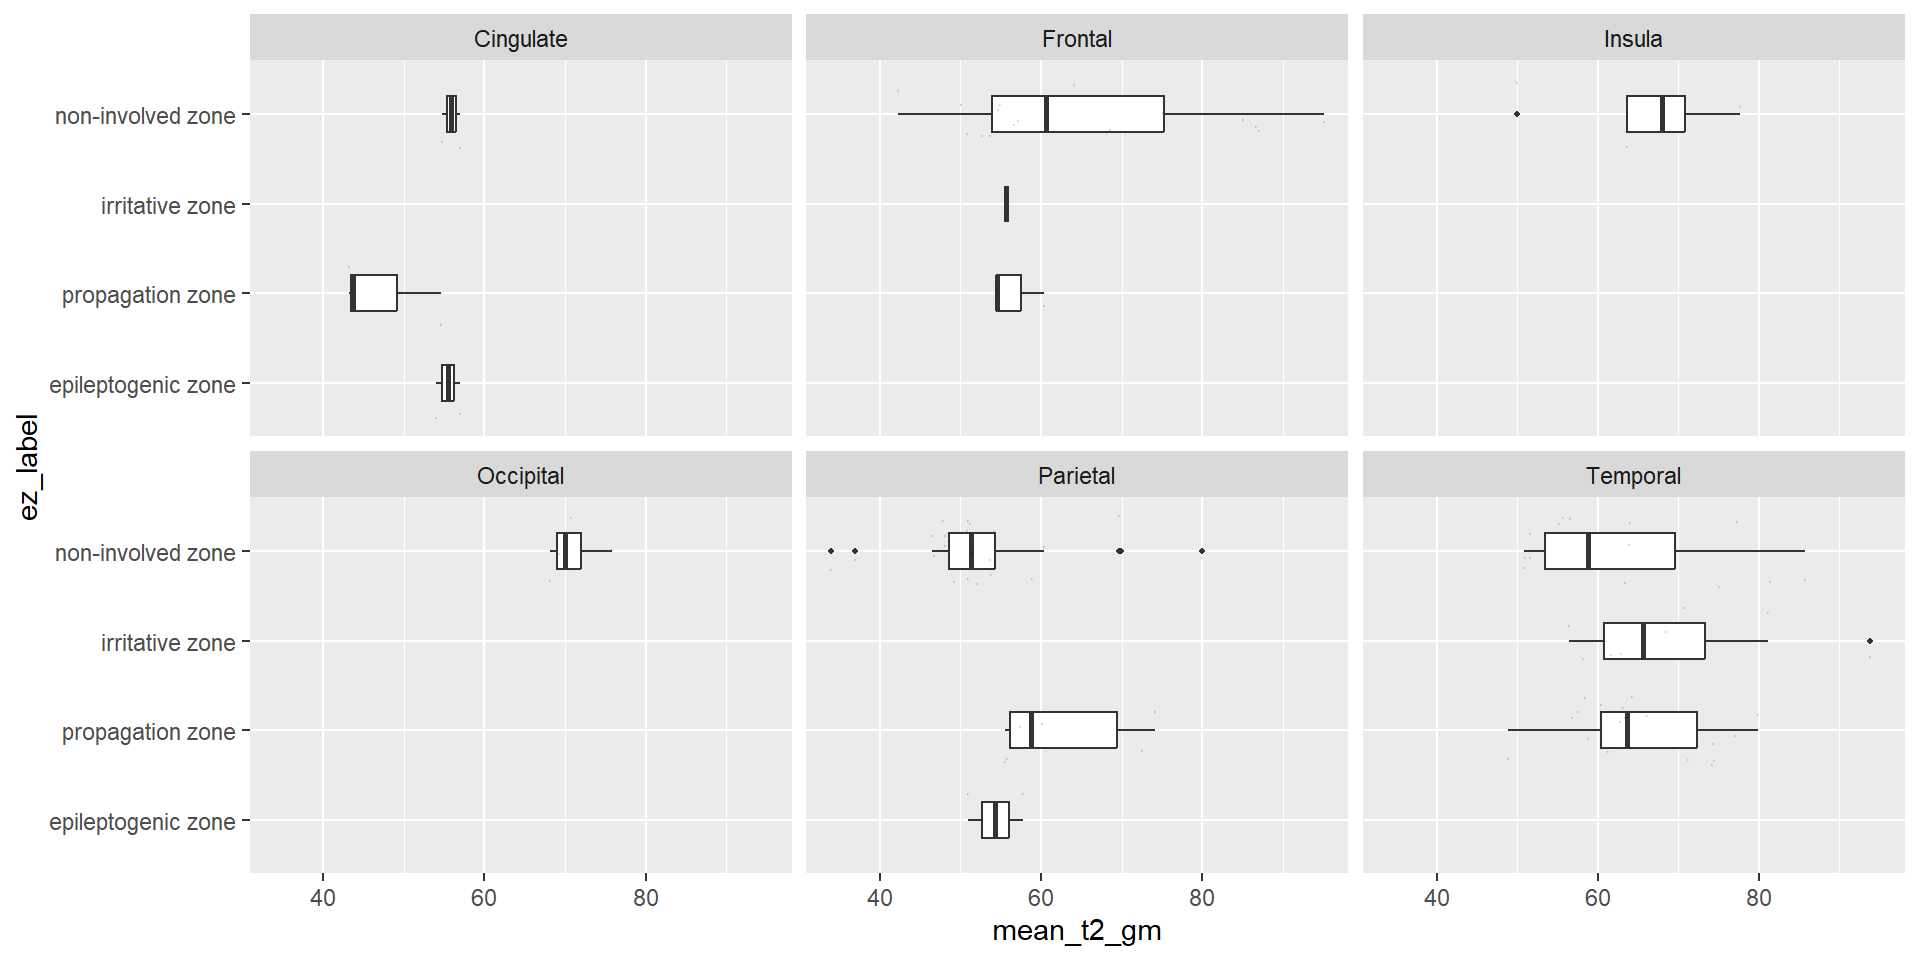 Cingulate
Frontal
Insula
non-involved zone
irritative zone
propagation zone
epileptogenic zone
ez_label
Occipital
Parietal
Temporal
non-involved zone
irritative zone
propagation zone
epileptogenic zone
40 60 80
40 60 80
40 60 80
mean_t2_gm